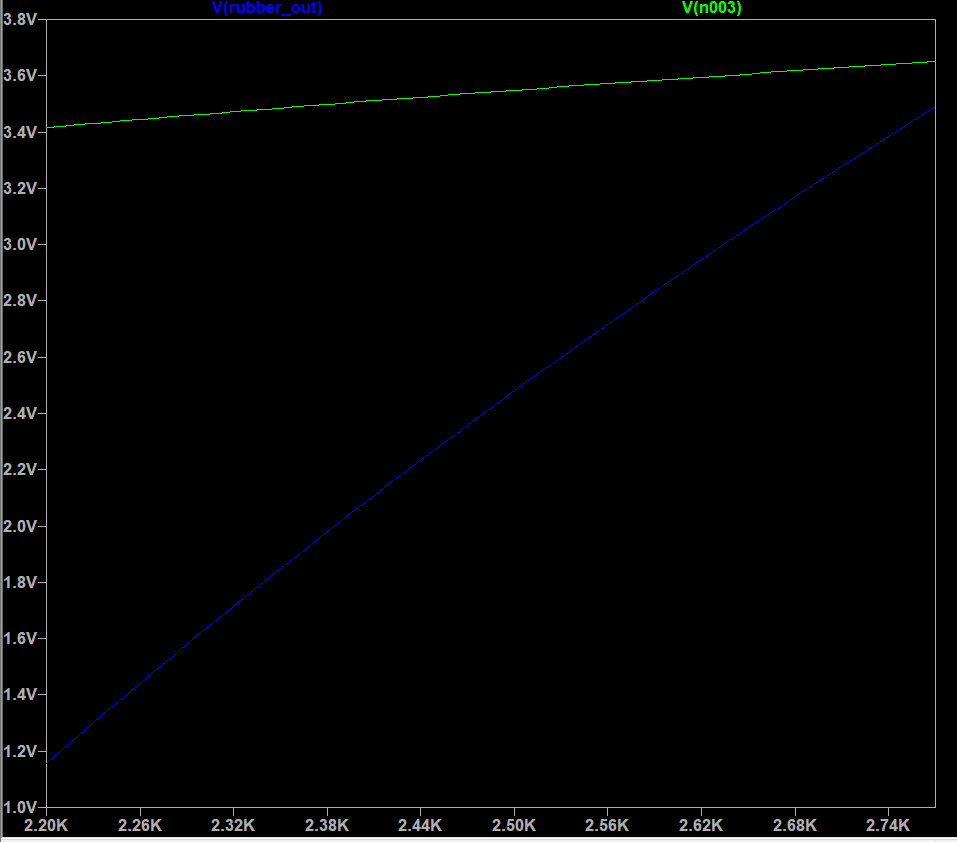 V(rubber_out) V(n003)
3.8V
3.6V
3.4V
3.2V
3.0V
2.8V
2.6V
2.4V
2.2V
2.0V
1.8V
1.6V
1.4V
1.2V
1.0V
2.20K 2.26K 2.32K 2.38K 2.44K 2.50K 2.56K 2.62K 2.68K 2.74K